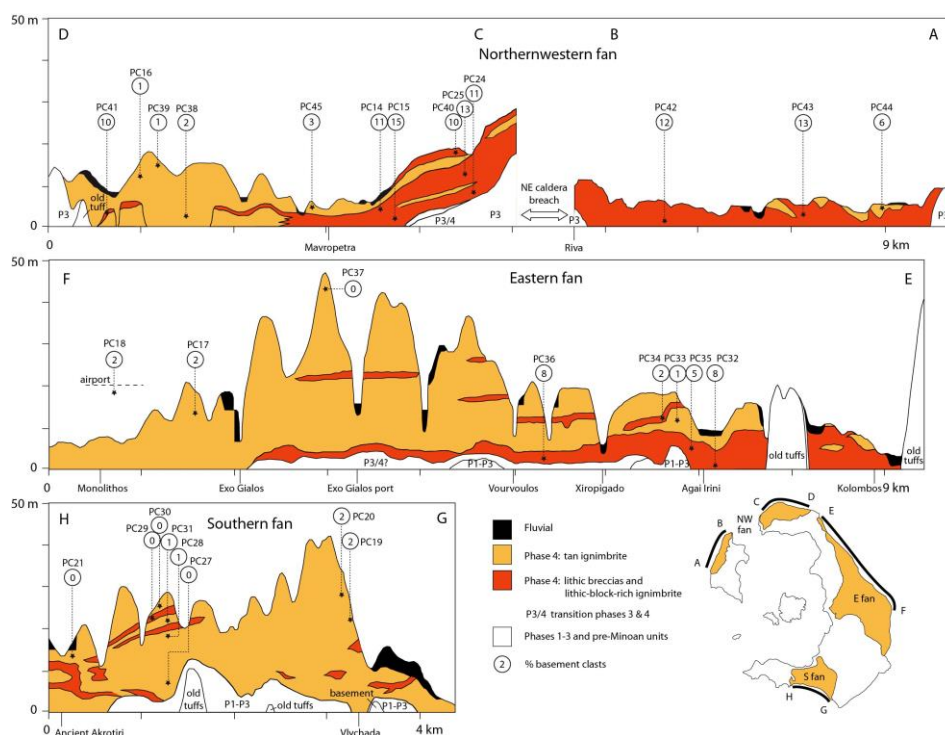 50 m
D
C
B
A
Northernwestern fan
PC16
1
PC24
11
PC41
10
PC39
1
PC38
2
PC45
3
PC14
11
PC15
15
PC25
13
PC40
10
PC42
12
PC43
13
PC44
6
old
tuff
P3
P3/4
P3
NE caldera
breach
P3
P3
0
0
Mavropetra
Riva
9 km
50 m
F
Eastern fan
E
PC37
0
PC18
2
PC17
2
airport
PC36
8
PC34
2
PC33
1
PC35
5
PC32
8
P3/4?
P1-P3
P1-P3
old tuffs
old
tuffs
0
0
Monolithos
Exo Gialos
Exo Gialos port
Vourvoulos
Xiropigado
Agai Irini
Kolombos
9 km
50 m
H
Southern fan
G
PC30
0
PC29
0
PC31
1
PC28
1
PC27
0
PC21
0
PC20
2
PC19
2
old
tuffs
P1-P3
old tuffs
basement
P1-P3
0
0
Ancient Akrotiri
Vlychada
4 km
Fluvial
Phase 4: tan ignimbrite
Phase 4: lithic breccias and
lithic-block-rich ignimbrite
P3/4 transition phases 3 & 4
Phases 1-3 and pre-Minoan units
2
% basement clasts
C
D
B
NW
fan
E
A
E fan
F
S fan
H
G